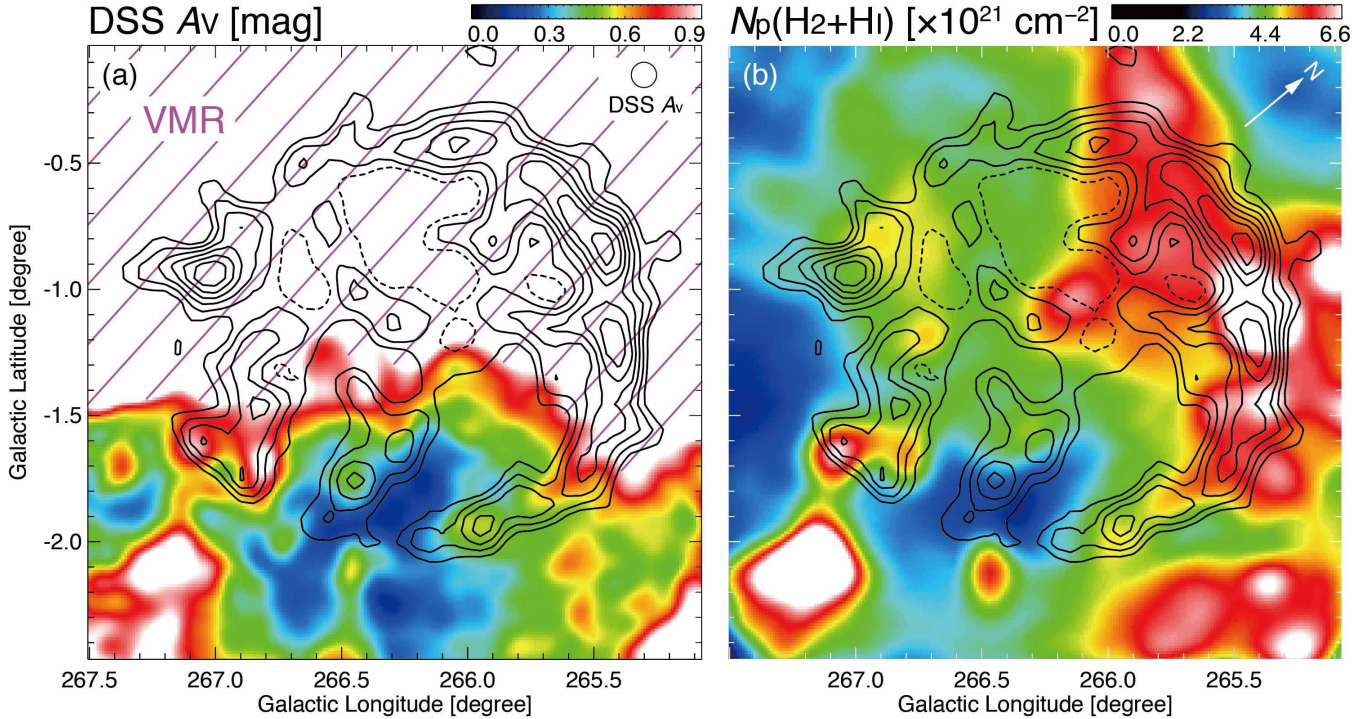 DSS Av [mag]
0.0 0.3 0.6 0.9
Np(H2+HI) [×10²¹ cm⁻²]
0.0 2.2 4.4 6.6
(a)
VMR
DSS Av
(b)
N
Galactic Latitude [degree]
-0.5
-1.0
-1.5
-2.0
-2.5
267.5 267.0 266.5 266.0 265.5
Galactic Longitude [degree]
267.0 266.5 266.0 265.5
Galactic Longitude [degree]